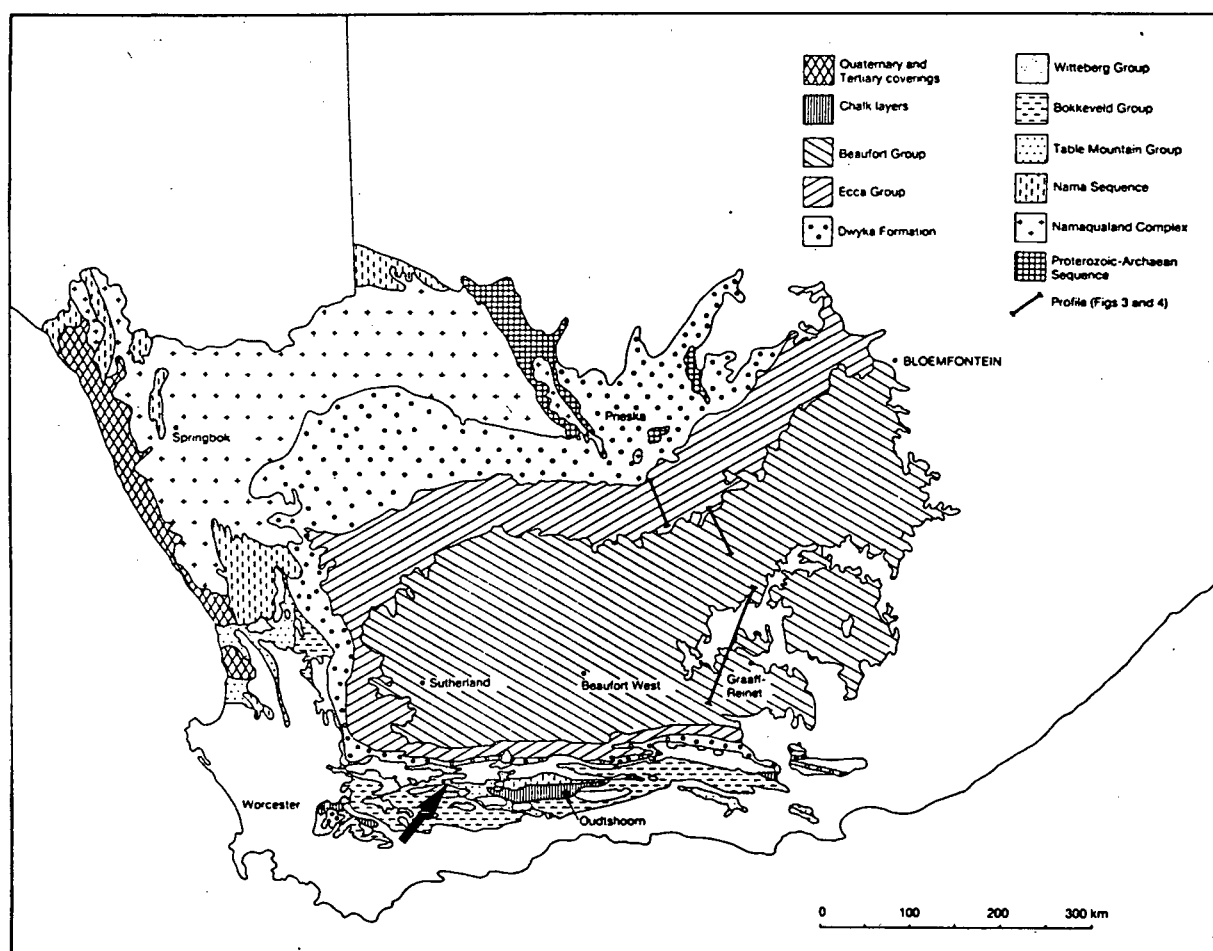 Quaternary and
Tertiary coverings
Chalk layers
Beaufort Group
Ecca Group
Dwyka Formation
Witteberg Group
Bokkeveld Group
Table Mountain Group
Nama Sequence
Namaqualand Complex
Proterozoic-Archaean
Sequence
Profile (Figs 3 and 4)
BLOEMFONTEIN
Prieska
Springbok
Sutherland
Beaufort West
Graaff-
Reinet
Worcester
Oudtshoorn
0 100 200 300 km